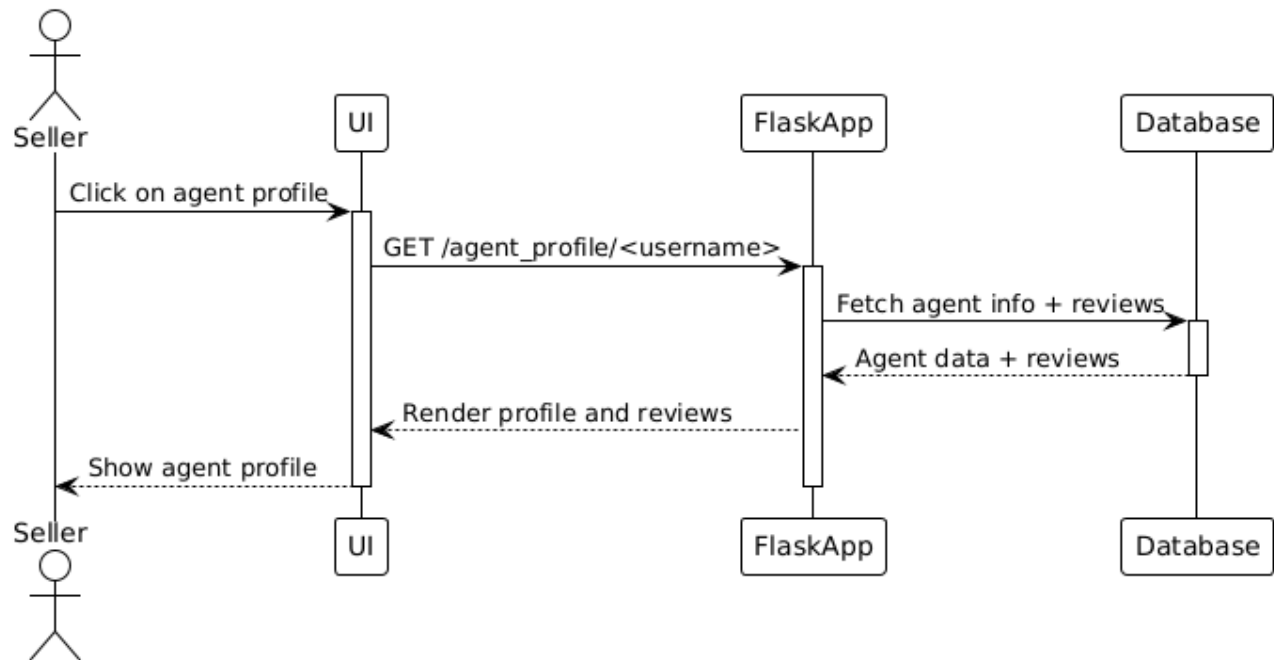 Seller
UI
FlaskApp
Database
Click on agent profile
GET /agent_profile/<username>
Fetch agent info + reviews
Agent data + reviews
Render profile and reviews
Show agent profile
Seller
UI
FlaskApp
Database